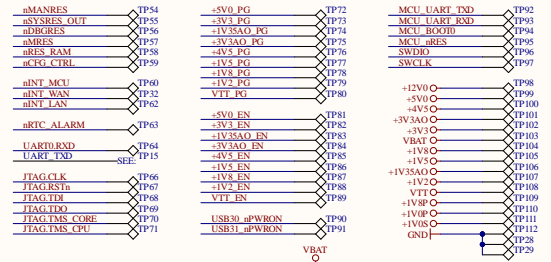 nMANRES TP54
nSYSRES_OUT TP55
nDBGRES TP56
nMRES TP57
nRES_RAM TP58
nCFG_CTRL TP59
nINT_MCU TP60
nINT_WAN TP32
nINT_LAN TP62
nRTC_ALARM TP63
UART0.RXD TP64
UART_TXD TP15
SEE:
JTAG.CLK TP66
JTAG.RSTn TP67
JTAG.TDI TP68
JTAG.TDO TP69
JTAG.TMS_CORE TP70
JTAG.TMS_CPU TP71
+5V0_PG TP72
+3V3_PG TP73
+1V35AO_PG TP74
+3V3AO_PG TP75
+4V5_PG TP76
+1V5_PG TP77
+1V8_PG TP78
+1V2_PG TP79
VTT_PG TP80
+5V0_EN TP81
+3V3_EN TP82
+1V35AO_EN TP83
+3V3AO_EN TP84
+4V5_EN TP85
+1V5_EN TP86
+1V8_EN TP87
+1V2_EN TP88
VTT_EN TP89
USB30_nPWRON TP90
USB31_nPWRON TP91
VBAT
MCU_UART_TXD TP92
MCU_UART_RXD TP93
MCU_BOOT0 TP94
MCU_nRES TP95
SWDIO TP96
SWCLK TP97
+12V0 TP98
+5V0 TP99
+4V5 TP100
+3V3AO TP101
+3V3 TP102
VBAT TP103
+1V8 TP104
+1V5 TP105
+1V35AO TP106
+1V2 TP107
VTT TP108
+1V8P TP109
+1V0P TP110
+1V0S TP111
GND TP112
TP28
TP29